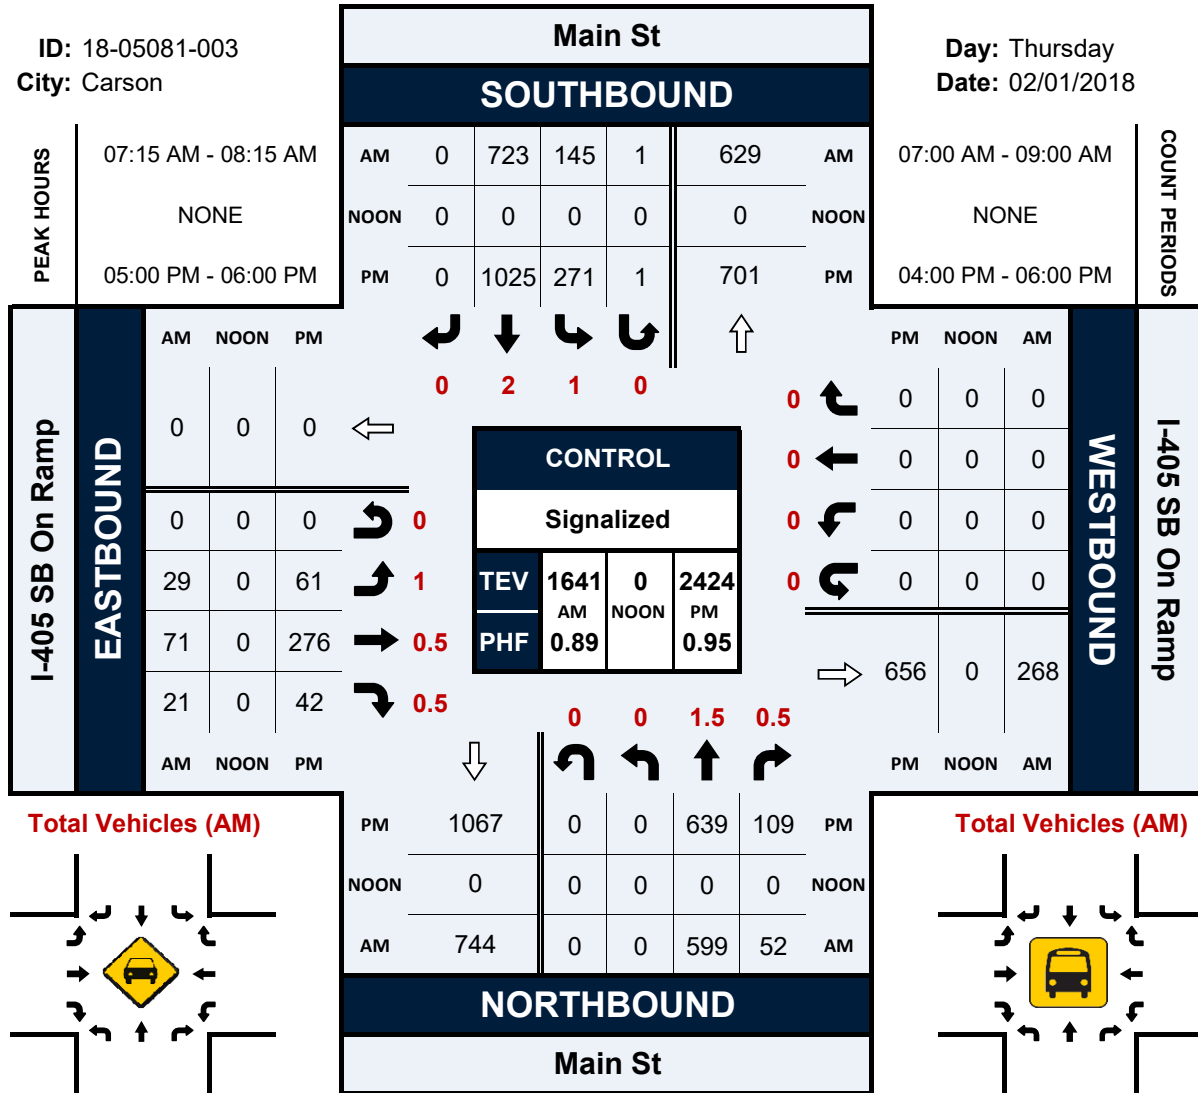 ID: 18-05081-003
City: Carson
Main St
SOUTHBOUND
Day: Thursday
Date: 02/01/2018
PEAK HOURS
07:15 AM - 08:15 AM
NONE
05:00 PM - 06:00 PM
AM 0 723 145 1 629 AM
NOON 0 0 0 0 0 NOON
PM 0 1025 271 1 701 PM
07:00 AM - 09:00 AM
NONE
04:00 PM - 06:00 PM
COUNT PERIODS
0 2 1 0
I-405 SB On Ramp
EASTBOUND
AM NOON PM
0 0 0
0 0 0 0
29 0 61 1
71 0 276 0.5
21 0 42 0.5
AM NOON PM
CONTROL
Signalized
TEV 1641 0 2424
AM NOON PM
PHF 0.89 0.95
PM NOON AM
0 0 0 0
0 0 0 0
0 0 0 0
0 0 0 0
656 0 268
PM NOON AM
WESTBOUND
I-405 SB On Ramp
0 0 1.5 0.5
PM 1067 0 0 639 109 PM
NOON 0 0 0 0 0 NOON
AM 744 0 0 599 52 AM
NORTHBOUND
Main St
Total Vehicles (AM)
Total Vehicles (AM)